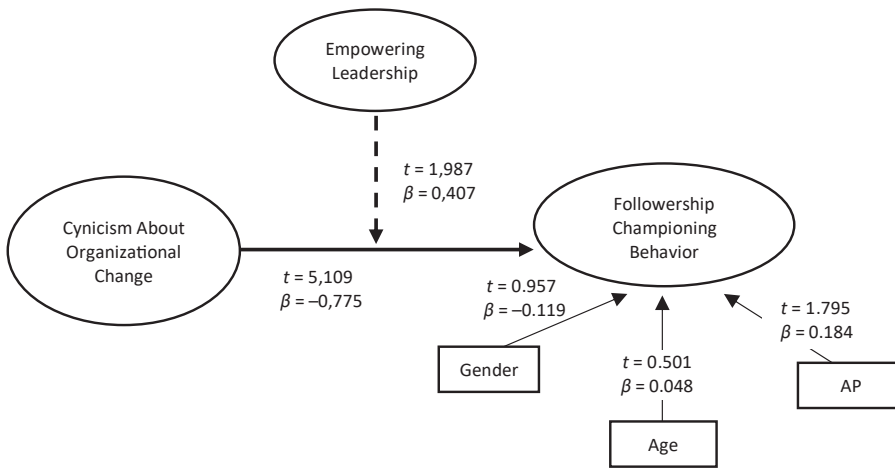 Empowering
Leadership
t = 1,987
β = 0,407
Cynicism About
Organizational
Change
Followership
Championing
Behavior
t = 5,109
β = –0,775
t = 0.957
β = –0.119
t = 1.795
β = 0.184
Gender
t = 0.501
β = 0.048
AP
Age